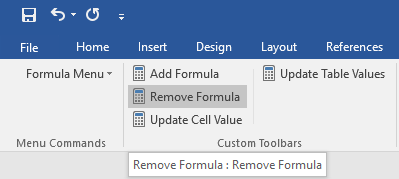 File Home Insert Design Layout References
Formula Menu
Add Formula
Remove Formula
Update Cell Value
Update Table Values
Menu Commands
Custom Toolbars
Remove Formula : Remove Formula